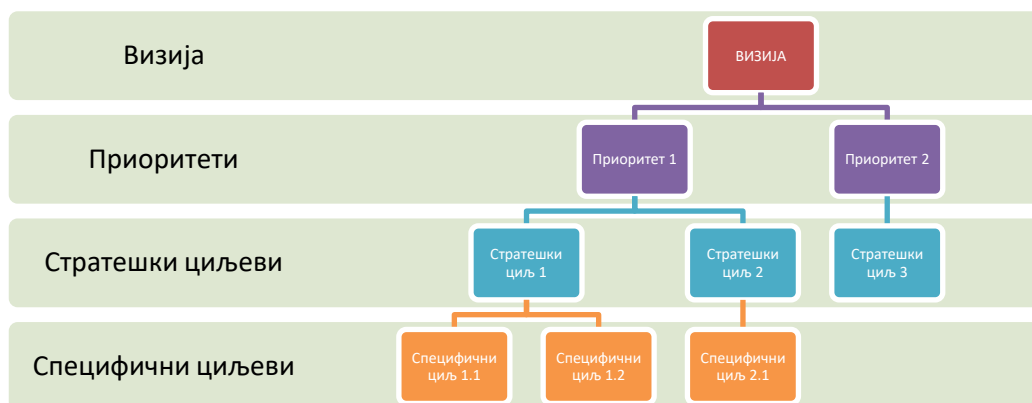 Визија
ВИЗИЈА
Приоритети
Приоритет 1
Приоритет 2
Стратешки циљеви
Стратешки
циљ 1
Стратешки
циљ 2
Стратешки
циљ 3
Специфични циљеви
Специфични
циљ 1.1
Специфични
циљ 1.2
Специфични
циљ 2.1